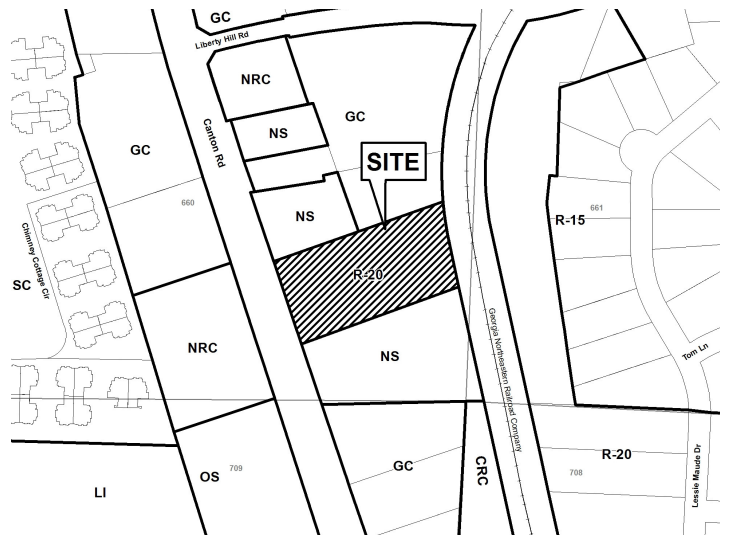 GC
Liberty Hill Rd
NRC
GC
NS
Canton Rd
GC
SITE
660
NS
661
R-15
Chimney Cottage Cir
R-20
SC
Georgia Northeastern Railroad Company
NRC
NS
Tom Ln
R-20
GC
CRC
OS
709
708
Lessie Maude Dr
LI